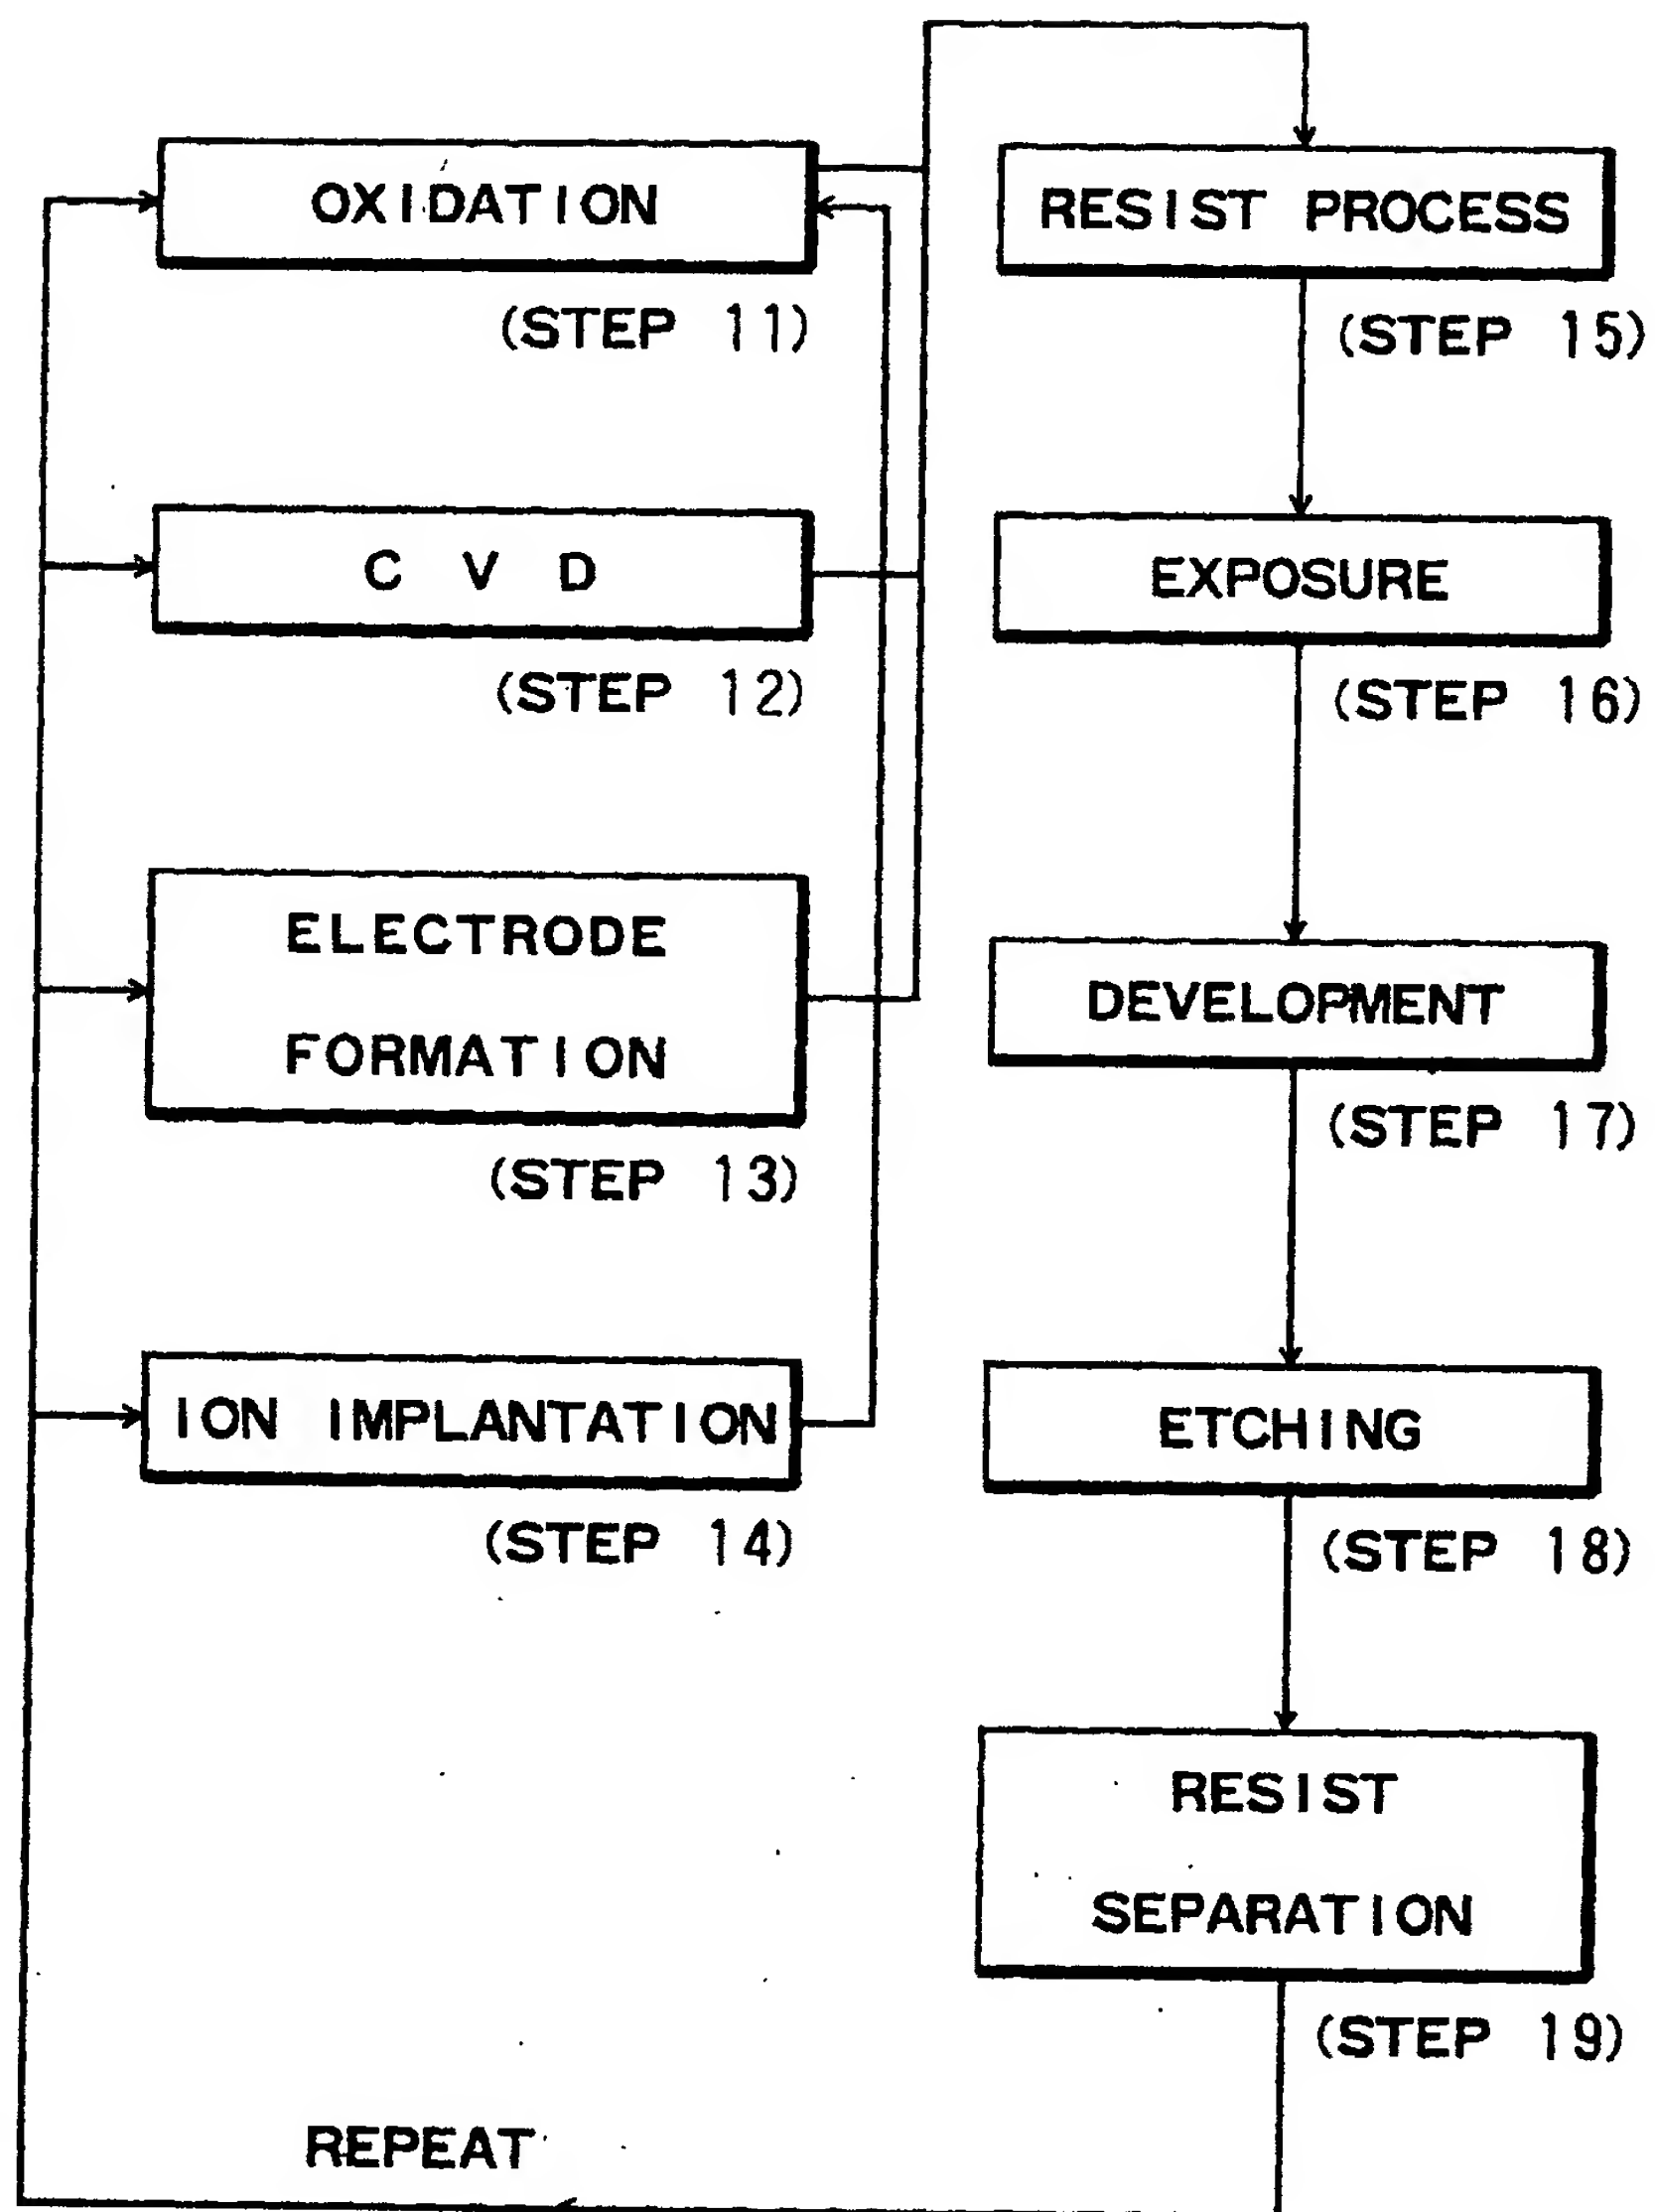 OXIDATION
(STEP 11)
CVD
(STEP 12)
ELECTRODE
FORMATION
(STEP 13)
ION IMPLANTATION
(STEP 14)
RESIST PROCESS
(STEP 15)
EXPOSURE
(STEP 16)
DEVELOPMENT
(STEP 17)
ETCHING
(STEP 18)
RESIST
SEPARATION
(STEP 19)
REPEAT